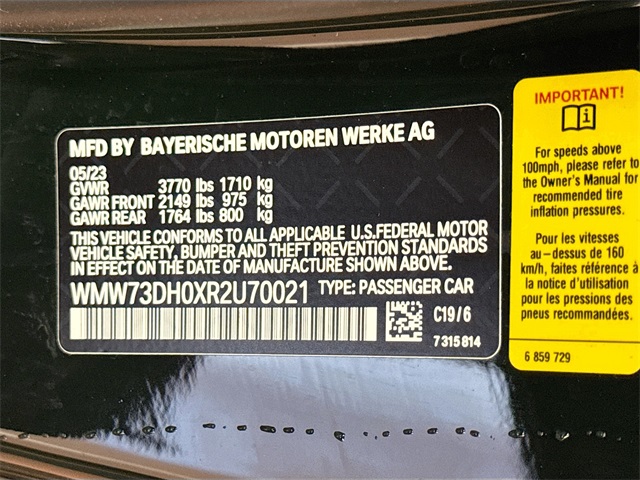 MFD BY BAYERISCHE MOTOREN WERKE AG
05/23
GVWR 3770 lbs 1710 kg
GAWR FRONT 2149 lbs 975 kg
GAWR REAR 1764 lbs 800 kg
THIS VEHICLE CONFORMS TO ALL APPLICABLE U.S.FEDERAL MOTOR
VEHICLE SAFETY, BUMPER AND THEFT PREVENTION STANDARDS
IN EFFECT ON THE DATE OF MANUFACTURE SHOWN ABOVE.
WMW73DH0XR2U70021 TYPE: PASSENGER CAR
C19/6
7315814
IMPORTANT!
For speeds above
100mph, please refer to
the Owner's Manual for
recommended tire
inflation pressures.
Pour les vitesses
au-dessus de 160
km/h, faites référence à
la notice d'utilisation
pour les pressions des
pneus recommandées.
6 859 729